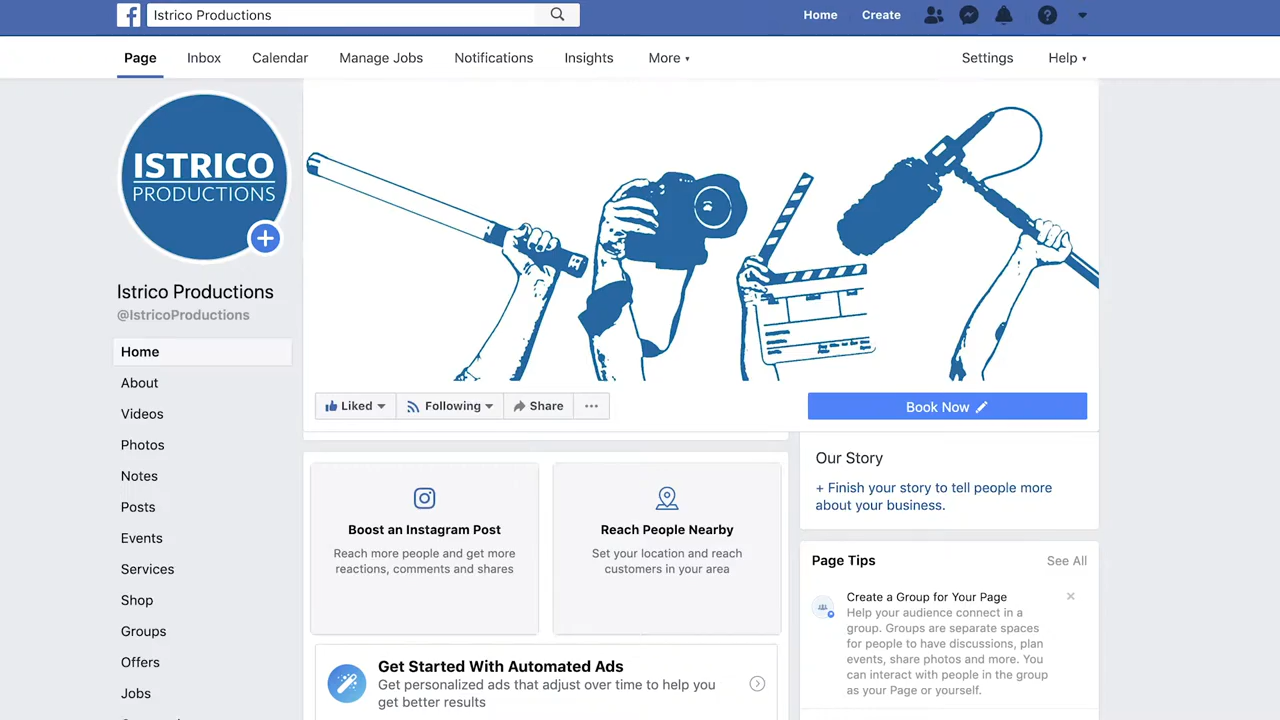 Istrico Productions
Home
Create
Page
Inbox
Calendar
Manage Jobs
Notifications
Insights
More
Settings
Help
ISTRICO
PRODUCTIONS
Istrico Productions
@IstricoProductions
Home
About
Videos
Photos
Notes
Posts
Events
Services
Shop
Groups
Offers
Jobs
Liked
Following
Share
Book Now
Boost an Instagram Post
Reach more people and get more
reactions, comments and shares
Reach People Nearby
Set your location and reach
customers in your area
Get Started With Automated Ads
Get personalized ads that adjust over time to help you
get better results
Our Story
+ Finish your story to tell people more
about your business.
Page Tips
See All
Create a Group for Your Page
Help your audience connect in a
group. Groups are separate spaces
for people to have discussions, plan
events, share photos and more. You
can interact with people in the group
as your Page or yourself.